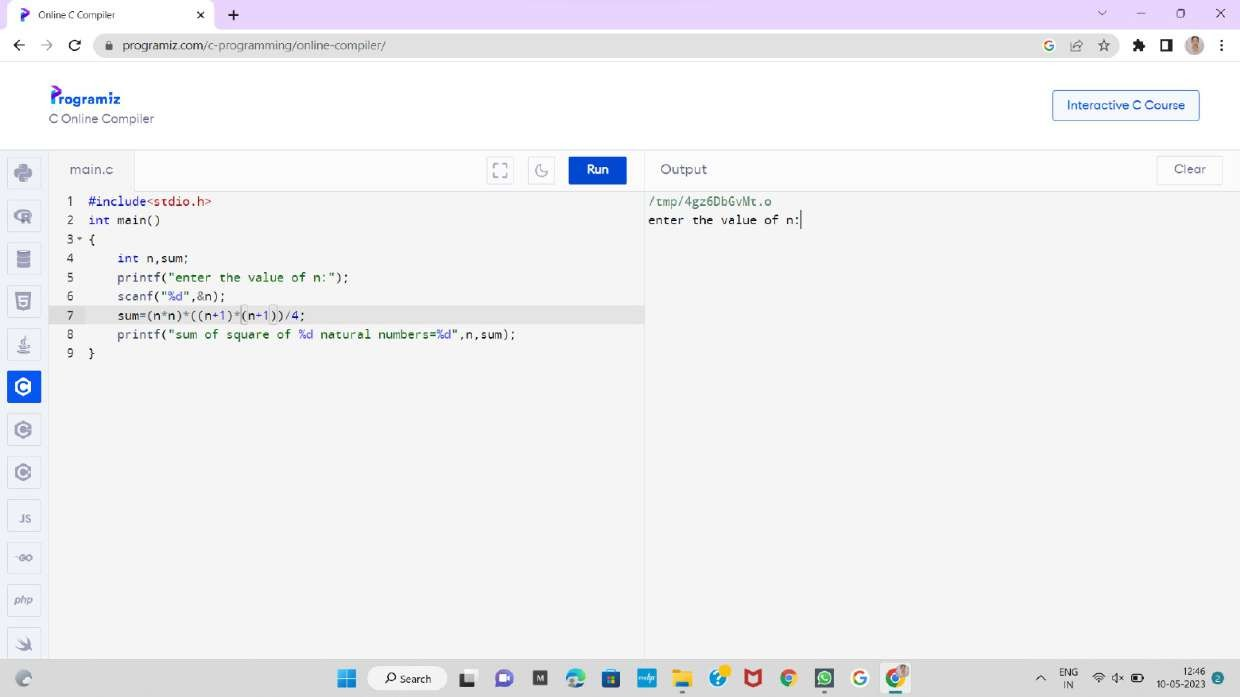 Online C Compiler
programiz.com/c-programming/online-compiler/
Programiz
C Online Compiler
Interactive C Course
main.c
Run
Output
Clear
1 #include<stdio.h>
2 int main()
3 {
4 int n,sum;
5 printf("enter the value of n:");
6 scanf("%d",&n);
7 sum=(n*n)*((n+1)*(n+1))/4;
8 printf("sum of square of %d natural numbers=%d",n,sum);
9 }
/tmp/4gz6DbGvMt.o
enter the value of n:
JS
GO
php
Search
M
ENG
IN
12:46
10-05-2023
2